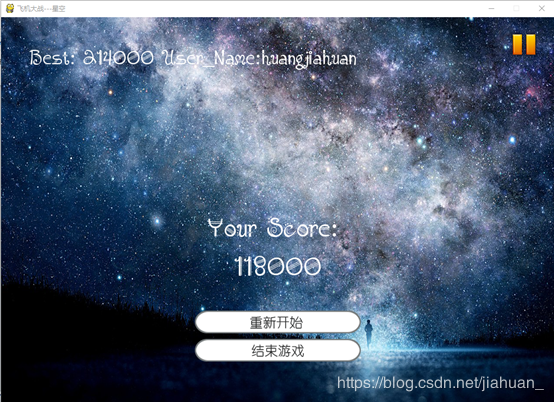 飞机大战---星空
Best: 214000 User_Name:huangjiahuan
Your Score:
118000
重新开始
结束游戏
https://blog.csdn.net/jiahuan_